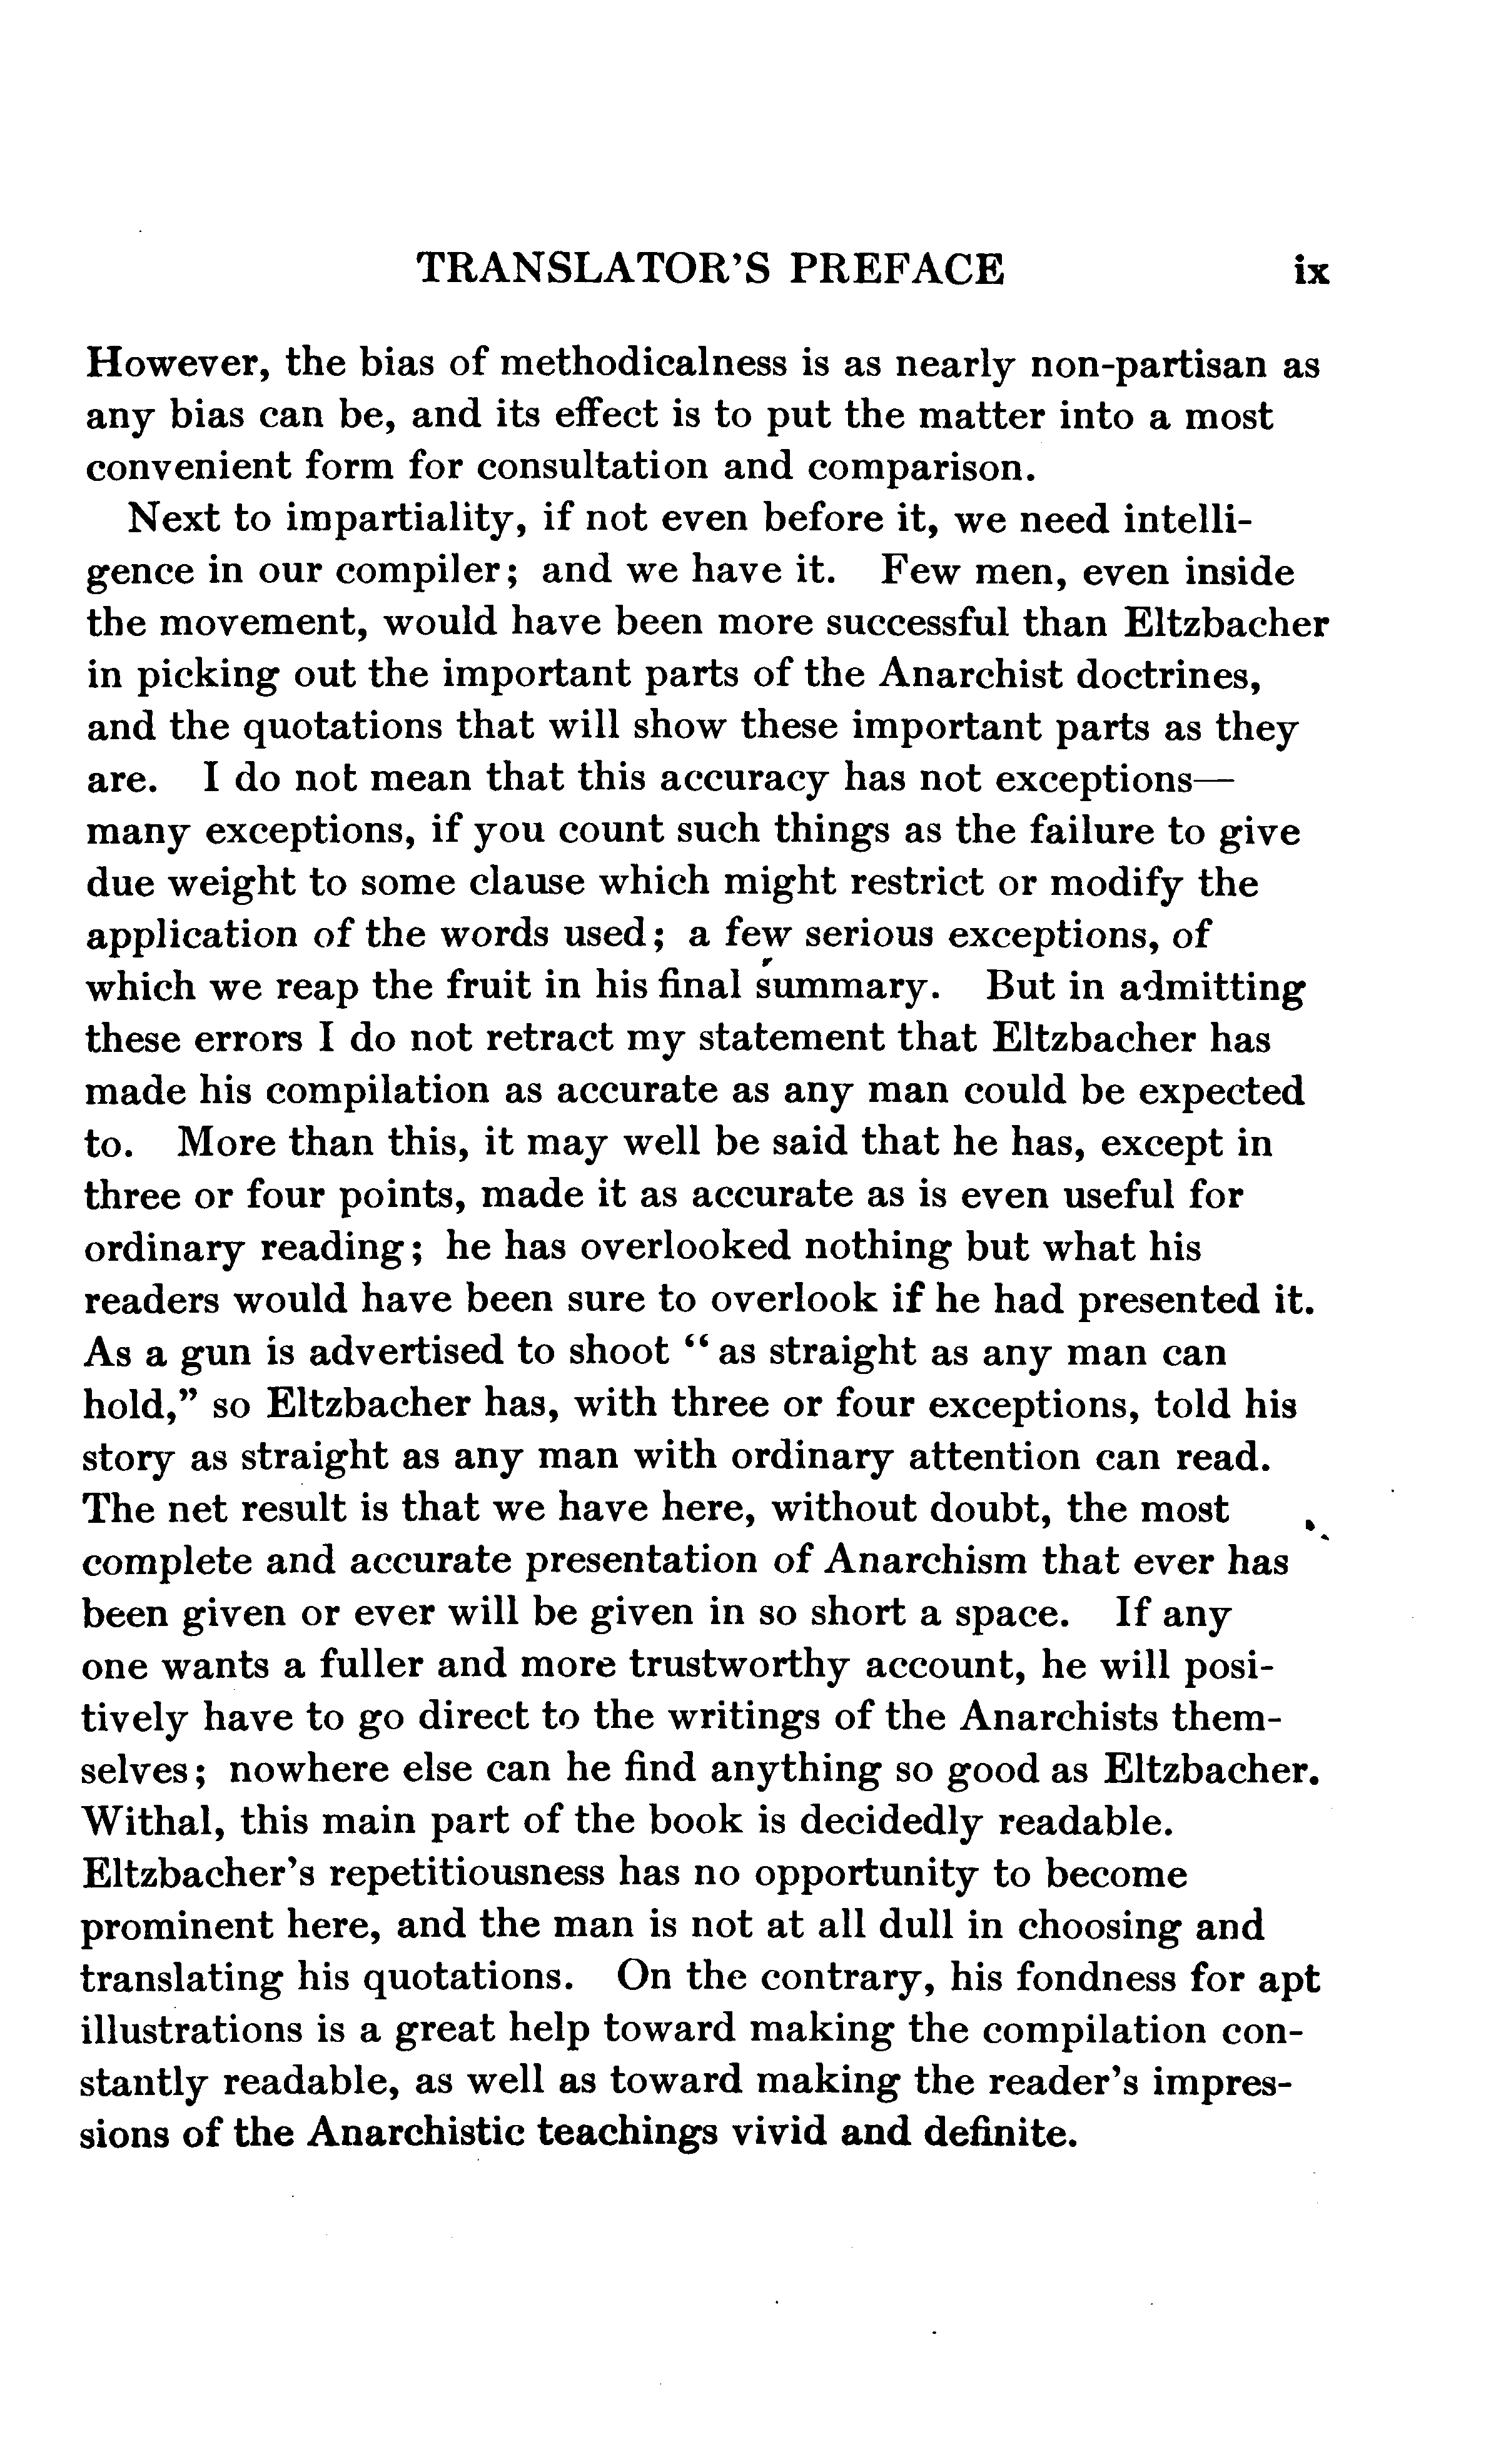 TRANSLATOR'S PREFACE ix
However, the bias of methodicalness is as nearly non-partisan as
any bias can be, and its effect is to put the matter into a most
convenient form for consultation and comparison.
Next to impartiality, if not even before it, we need intelli-
gence in our compiler; and we have it. Few men, even inside
the movement, would have been more successful than Eltzbacher
in picking out the important parts of the Anarchist doctrines,
and the quotations that will show these important parts as they
are. I do not mean that this accuracy has not exceptions—
many exceptions, if you count such things as the failure to give
due weight to some clause which might restrict or modify the
application of the words used; a few serious exceptions, of
which we reap the fruit in his final summary. But in admitting
these errors I do not retract my statement that Eltzbacher has
made his compilation as accurate as any man could be expected
to. More than this, it may well be said that he has, except in
three or four points, made it as accurate as is even useful for
ordinary reading; he has overlooked nothing but what his
readers would have been sure to overlook if he had presented it.
As a gun is advertised to shoot "as straight as any man can
hold," so Eltzbacher has, with three or four exceptions, told his
story as straight as any man with ordinary attention can read.
The net result is that we have here, without doubt, the most
complete and accurate presentation of Anarchism that ever has
been given or ever will be given in so short a space. If any
one wants a fuller and more trustworthy account, he will posi-
tively have to go direct to the writings of the Anarchists them-
selves; nowhere else can he find anything so good as Eltzbacher.
Withal, this main part of the book is decidedly readable.
Eltzbacher's repetitiousness has no opportunity to become
prominent here, and the man is not at all dull in choosing and
translating his quotations. On the contrary, his fondness for apt
illustrations is a great help toward making the compilation con-
stantly readable, as well as toward making the reader's impres-
sions of the Anarchistic teachings vivid and definite.